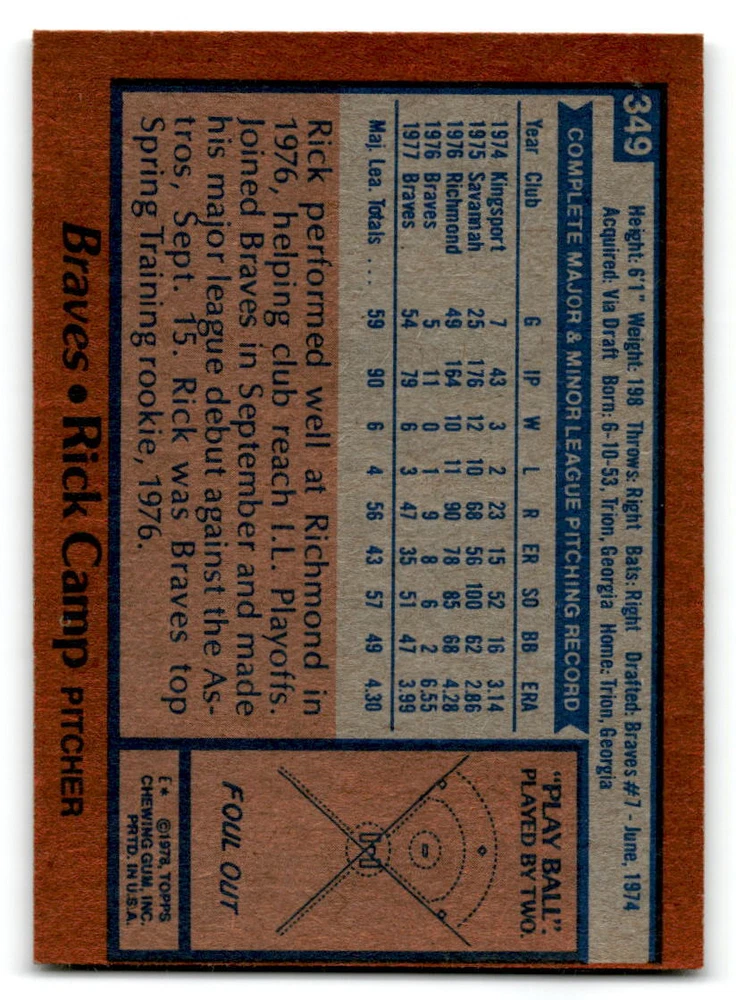 349
Height: 6'1" Weight: 198 Throws: Right Bats: Right Drafted: Braves #7 - June, 1974
Acquired: Via Draft Born: 6-10-53, Trion, Georgia Home: Trion, Georgia
COMPLETE MAJOR & MINOR LEAGUE PITCHING RECORD
Year Club G IP W L R ER SO BB ERA
1974 Kingsport 7 43 3 2 23 15 52 16 3.14
1975 Savannah 25 176 12 10 68 56 100 62 2.86
1976 Richmond 49 164 10 11 90 78 85 68 4.28
1976 Braves 5 11 0 1 9 8 6 2 6.55
1977 Braves 54 79 6 3 47 35 51 47 3.99
Maj. Lea. Totals ... 59 90 6 4 56 43 57 49 4.30
Rick performed well at Richmond in
1976, helping club reach I.L. Playoffs.
Joined Braves in September and made
his major league debut against the As-
tros, Sept. 15. Rick was Braves top
Spring Training rookie, 1976.
"PLAY BALL".
PLAYED BY TWO.
FOUL OUT
E* ©1978, TOPPS
CHEWING GUM, INC.
PRTD. IN U.S.A.
Braves • Rick Camp PITCHER